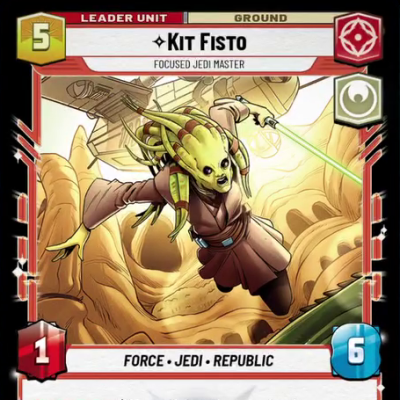 LEADER UNIT
GROUND
5
KIT FISTO
FOCUSED JEDI MASTER
1
FORCE • JEDI • REPUBLIC
6